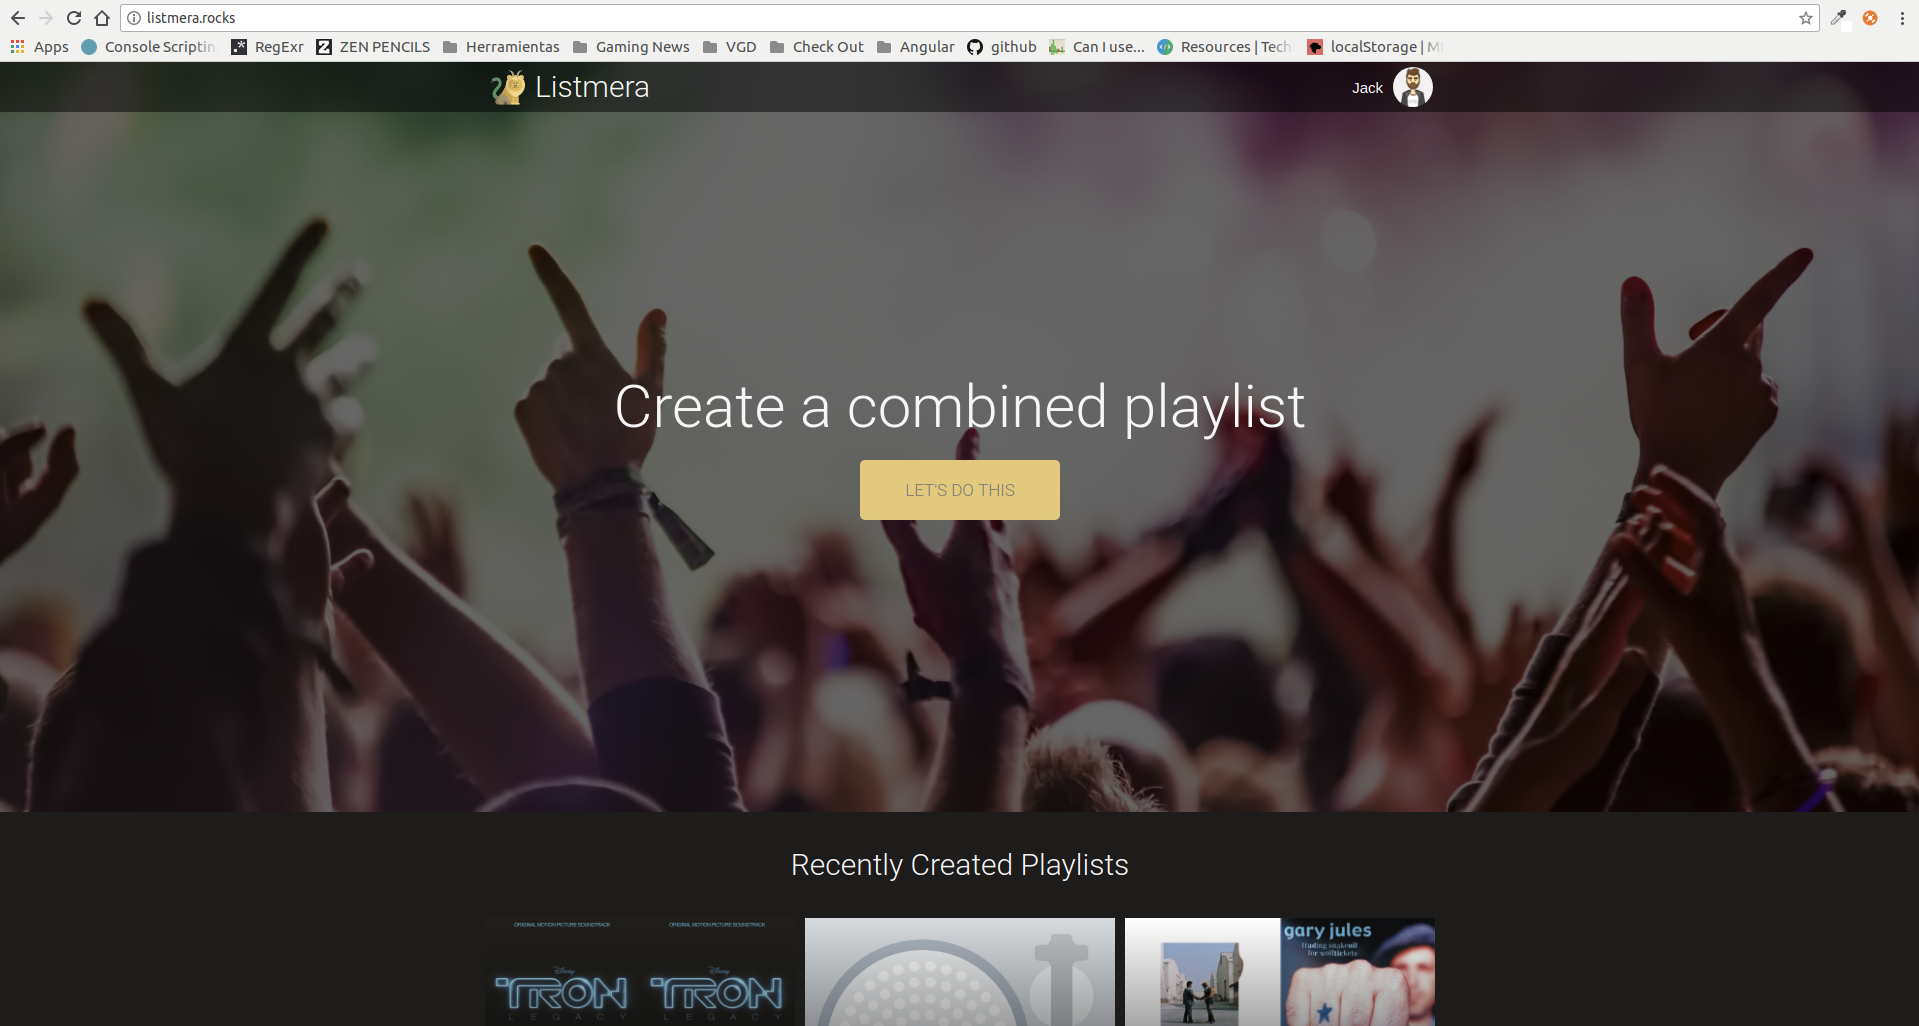 listmera.rocks
Apps
Console Scriptin
RegExr
ZEN PENCILS
Herramientas
Gaming News
VGD
Check Out
Angular
github
Can I use...
Resources | Tech
localStorage | M
Listmera
Jack
Create a combined playlist
LET'S DO THIS
Recently Created Playlists
ORIGINAL MOTION PICTURE SOUNDTRACK
ORIGINAL MOTION PICTURE SOUNDTRACK
Disney
Disney
TRON
TRON
LEGACY
LEGACY
gary jules
trading snakeoil
for wolftickets